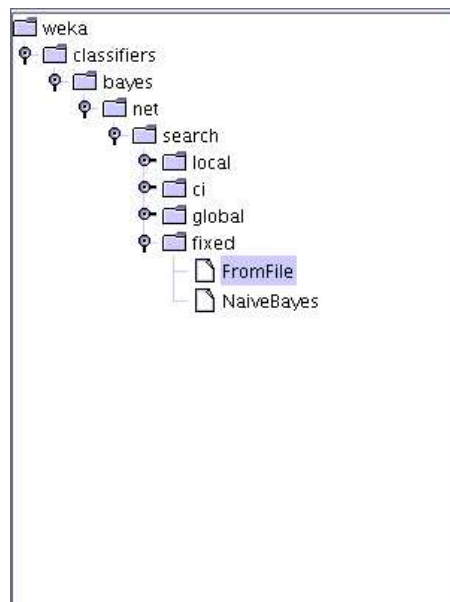 weka
classifiers
bayes
net
search
local
ci
global
fixed
FromFile
NaiveBayes